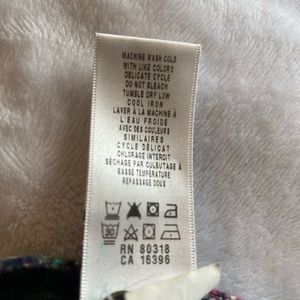 MACHINE WASH COLD
WITH LIKE COLORS
DELICATE CYCLE
DO NOT BLEACH
TUMBLE DRY LOW
COOL IRON
LAVER À LA MACHINE À
L'EAU FROIDE
AVEC DES COULEURS
SIMILAIRES
CYCLE DÉLICAT
CHLORAGE INTERDIT
SÉCHAGE PAR CULBUTAGE À
BASSE TEMPÉRATURE
REPASSAGE DOUX
30
RN 80318
CA 16396